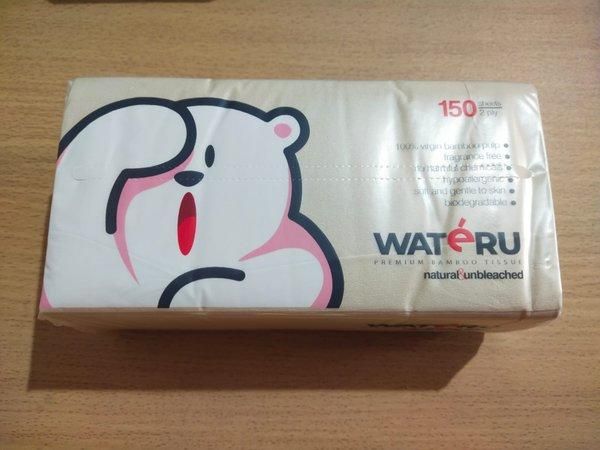 150 sheets
2 ply
100% virgin bamboo pulp
fragrance free
no harmful chemicals
hypoallergenic
soft and gentle to skin
biodegradable
WATéRU
PREMIUM BAMBOO TISSUE
natural&unbleached
WATéRU